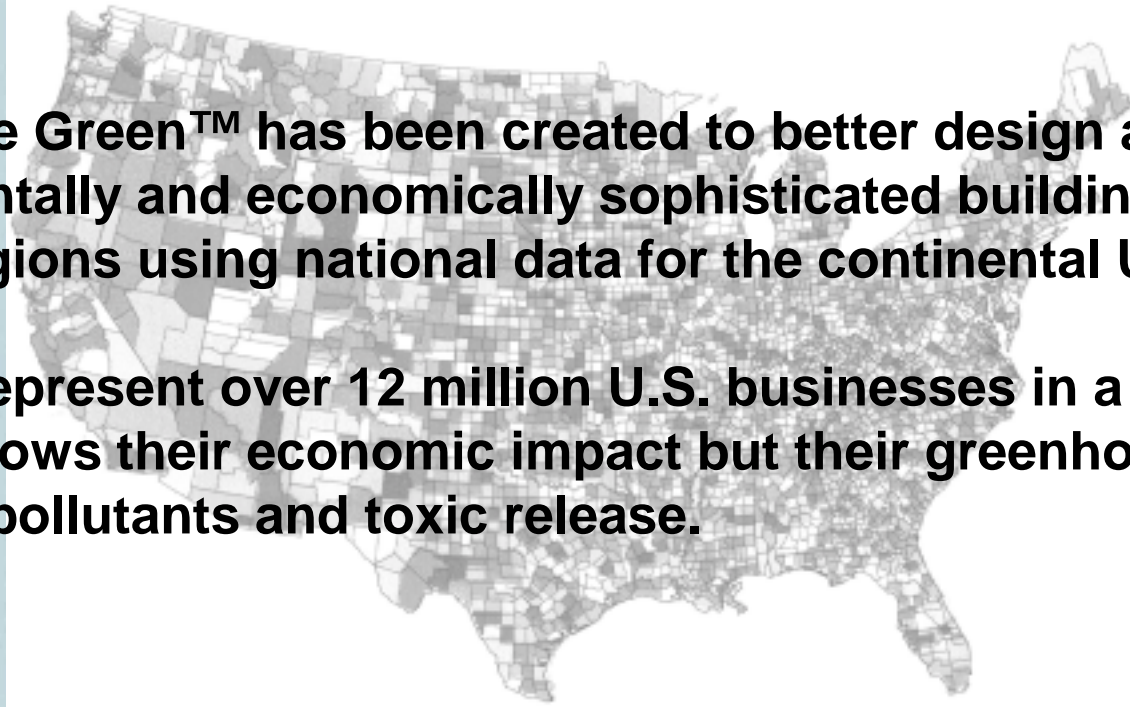 e Green™ has been created to better design a
ntally and economically sophisticated buildin
gions using national data for the continental U
epresent over 12 million U.S. businesses in a
ows their economic impact but their greenho
pollutants and toxic release.